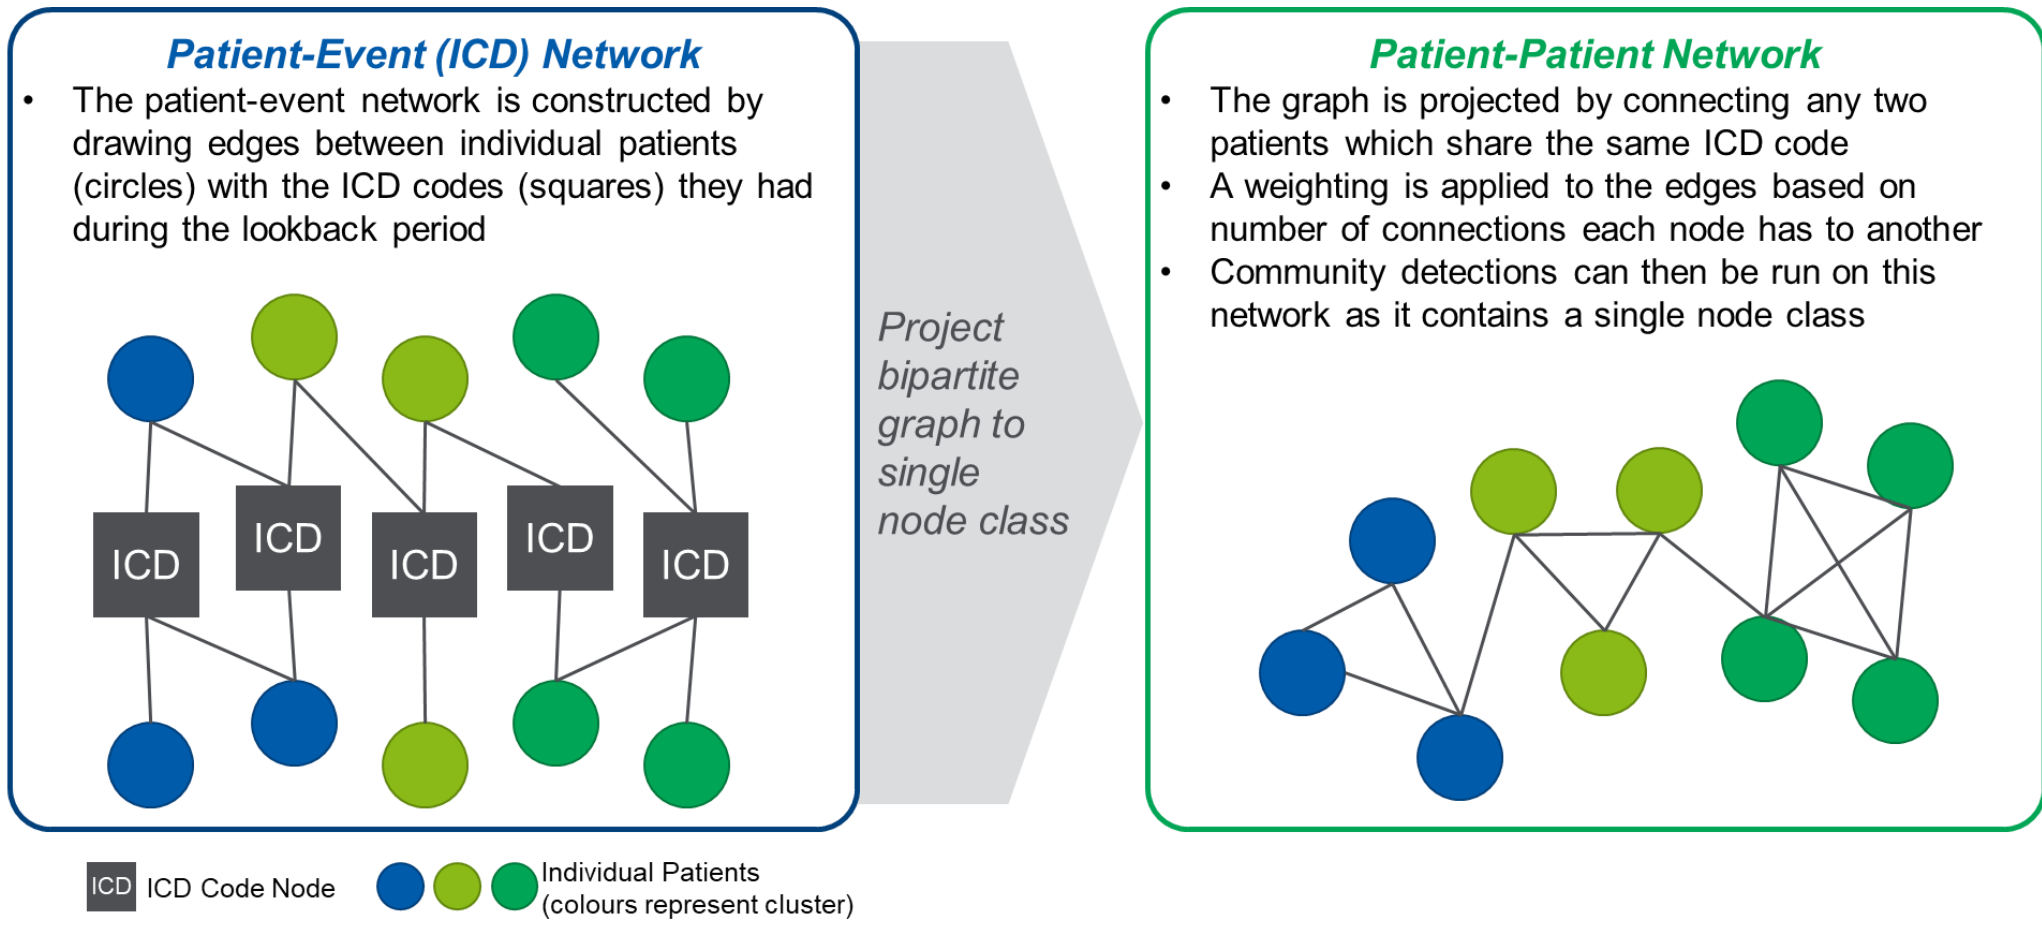 Patient-Event (ICD) Network
• The patient-event network is constructed by
drawing edges between individual patients
(circles) with the ICD codes (squares) they had
during the lookback period
ICD
ICD
ICD
ICD
ICD
Project
bipartite
graph to
single
node class
Patient-Patient Network
• The graph is projected by connecting any two
patients which share the same ICD code
• A weighting is applied to the edges based on
number of connections each node has to another
• Community detections can then be run on this
network as it contains a single node class
ICD
ICD Code Node
Individual Patients
(colours represent cluster)